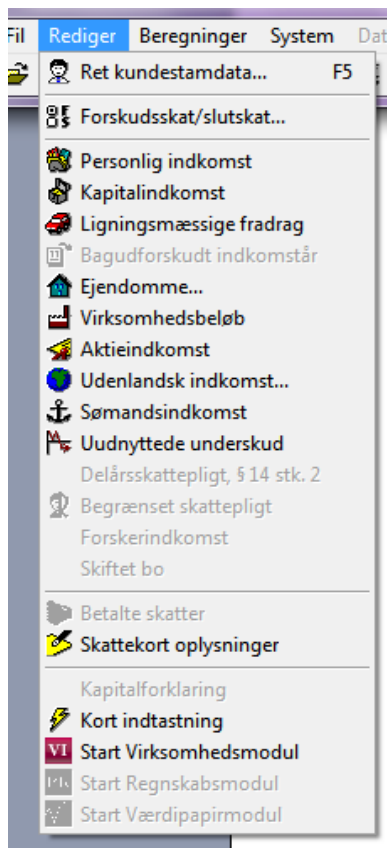 Fil Rediger Beregninger System Dat
Ret kundestamdata... F5
Forskudsskat/slutskat...
Personlig indkomst
Kapitalindkomst
Ligningsmæssige fradrag
Bagudforskudt indkomstår
Ejendomme...
Virksomhedsbeløb
Aktieindkomst
Udenlandsk indkomst...
Sømandsindkomst
Uudnyttede underskud
Delårsskattepligt, § 14 stk. 2
Begrænset skattepligt
Forskerindkomst
Skiftet bo
Betalte skatter
Skattekort oplysninger
Kapitalforklaring
Kort indtastning
VI Start Virksomhedsmodul
Start Regnskabsmodul
Start Værdipapirmodul